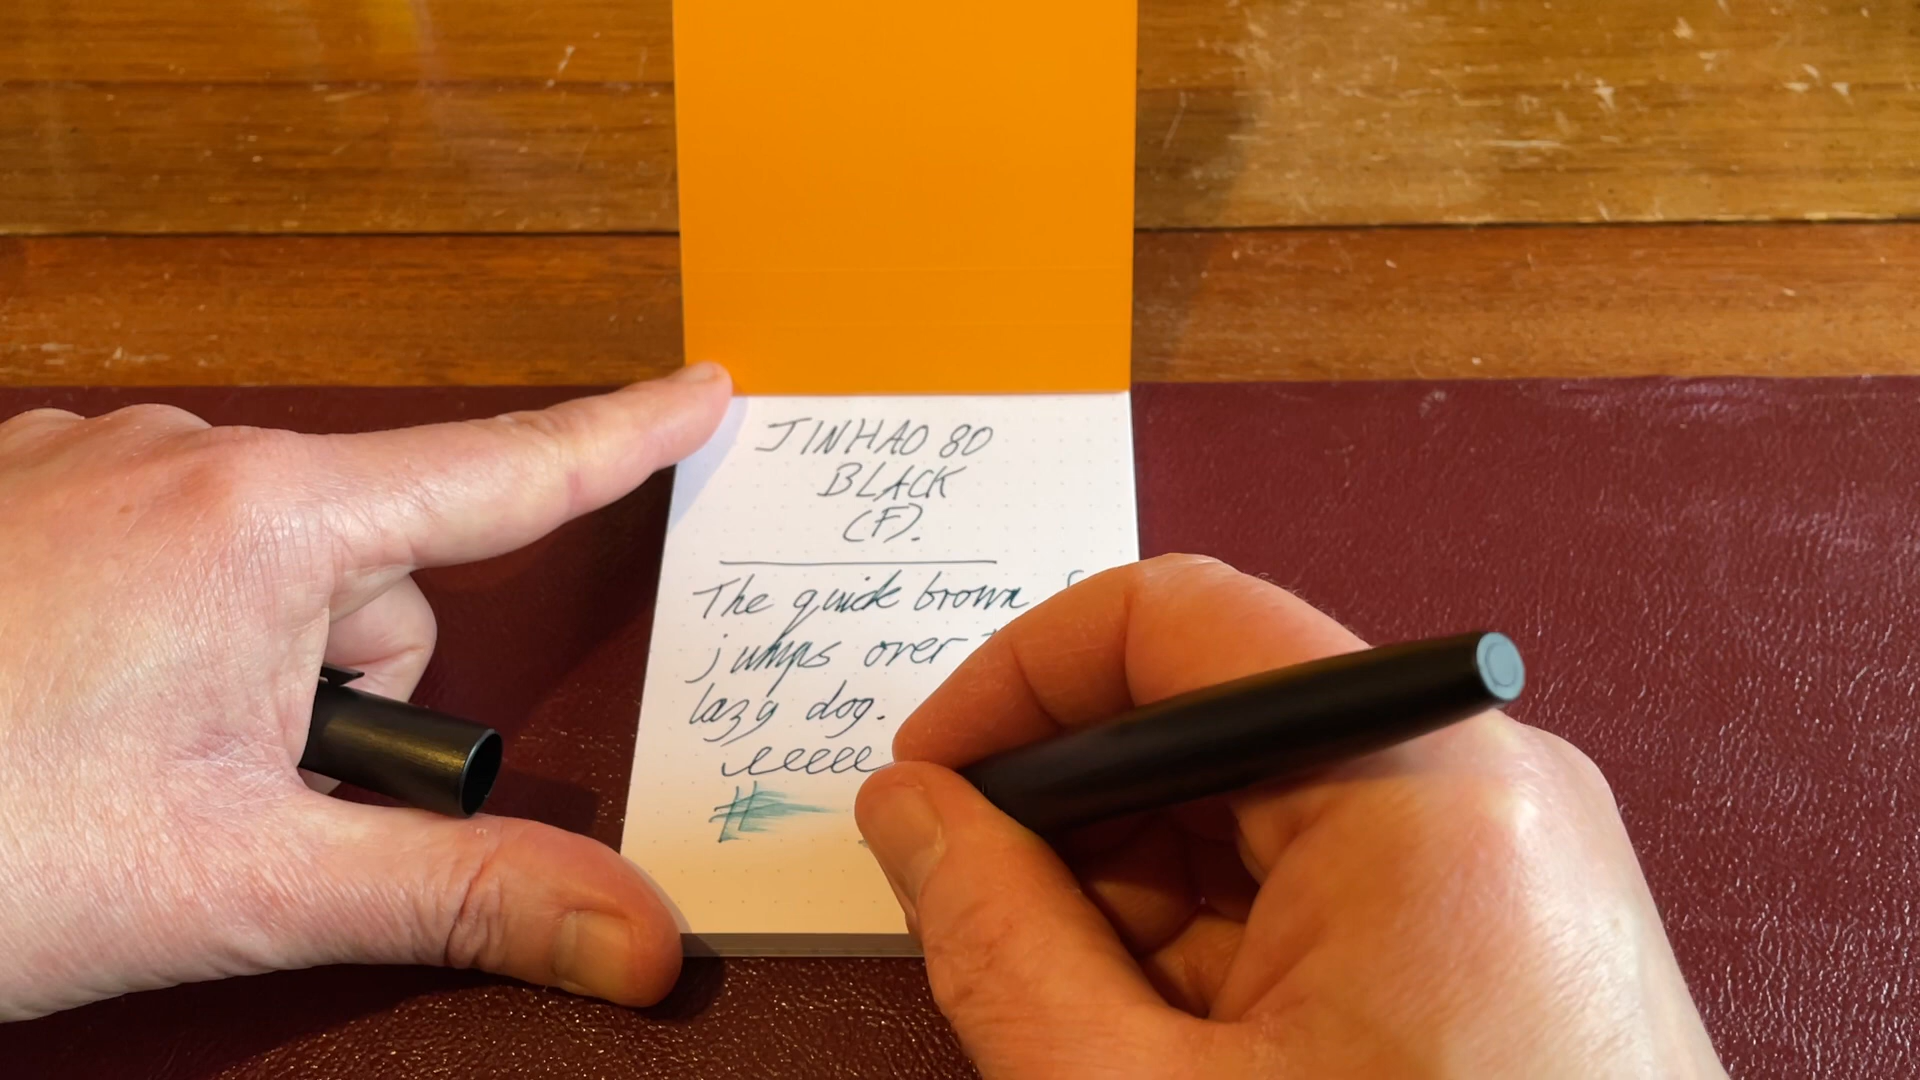 JINHAO 80
BLACK
(F).
The quick brown
jumps over
lazy dog.
eeeee